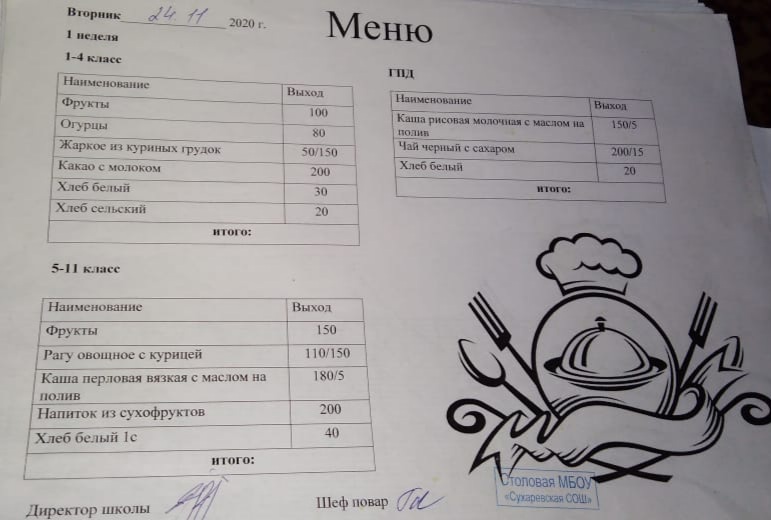 Вторник 24.11 2020 г.
Меню
1 неделя
1-4 класс
Наименование Выход
Фрукты 100
Огурцы 80
Жаркое из куриных грудок 50/150
Какао с молоком 200
Хлеб белый 30
Хлеб сельский 20
итого:
ГПД
Наименование Выход
Каша рисовая молочная с маслом на 150/5
полив
Чай черный с сахаром 200/15
Хлеб белый 20
итого:
5-11 класс
Наименование Выход
Фрукты 150
Рагу овощное с курицей 110/150
Каша перловая вязкая с маслом на 180/5
полив
Напиток из сухофруктов 200
Хлеб белый 1с 40
итого:
Директор школы
Шеф повар
Столовая МБОУ
«Сухаревская СОШ»